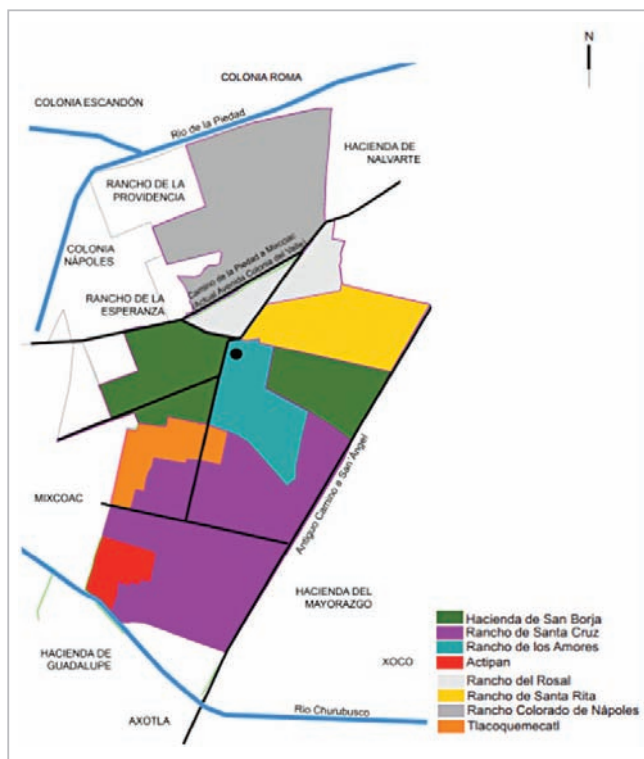 N
COLONIA ROMA
COLONIA ESCANDÓN
Río de la Piedad
HACIENDA DE
NALVARTE
RANCHO DE LA
PROVIDENCIA
COLONIA
NÁPOLES
Camino de la Piedad a Mixcoac
(Actual Avenida Colonia del Valle)
RANCHO DE LA
ESPERANZA
Antiguo Camino a San Ángel
MIXCOAC
HACIENDA DEL
MAYORAZGO
HACIENDA DE
GUADALUPE
XOCO
AXOTLA
Río Churubusco
Hacienda de San Borja
Rancho de Santa Cruz
Rancho de los Amores
Actipan
Rancho del Rosal
Rancho de Santa Rita
Rancho Colorado de Nápoles
Tlacoquemecatl